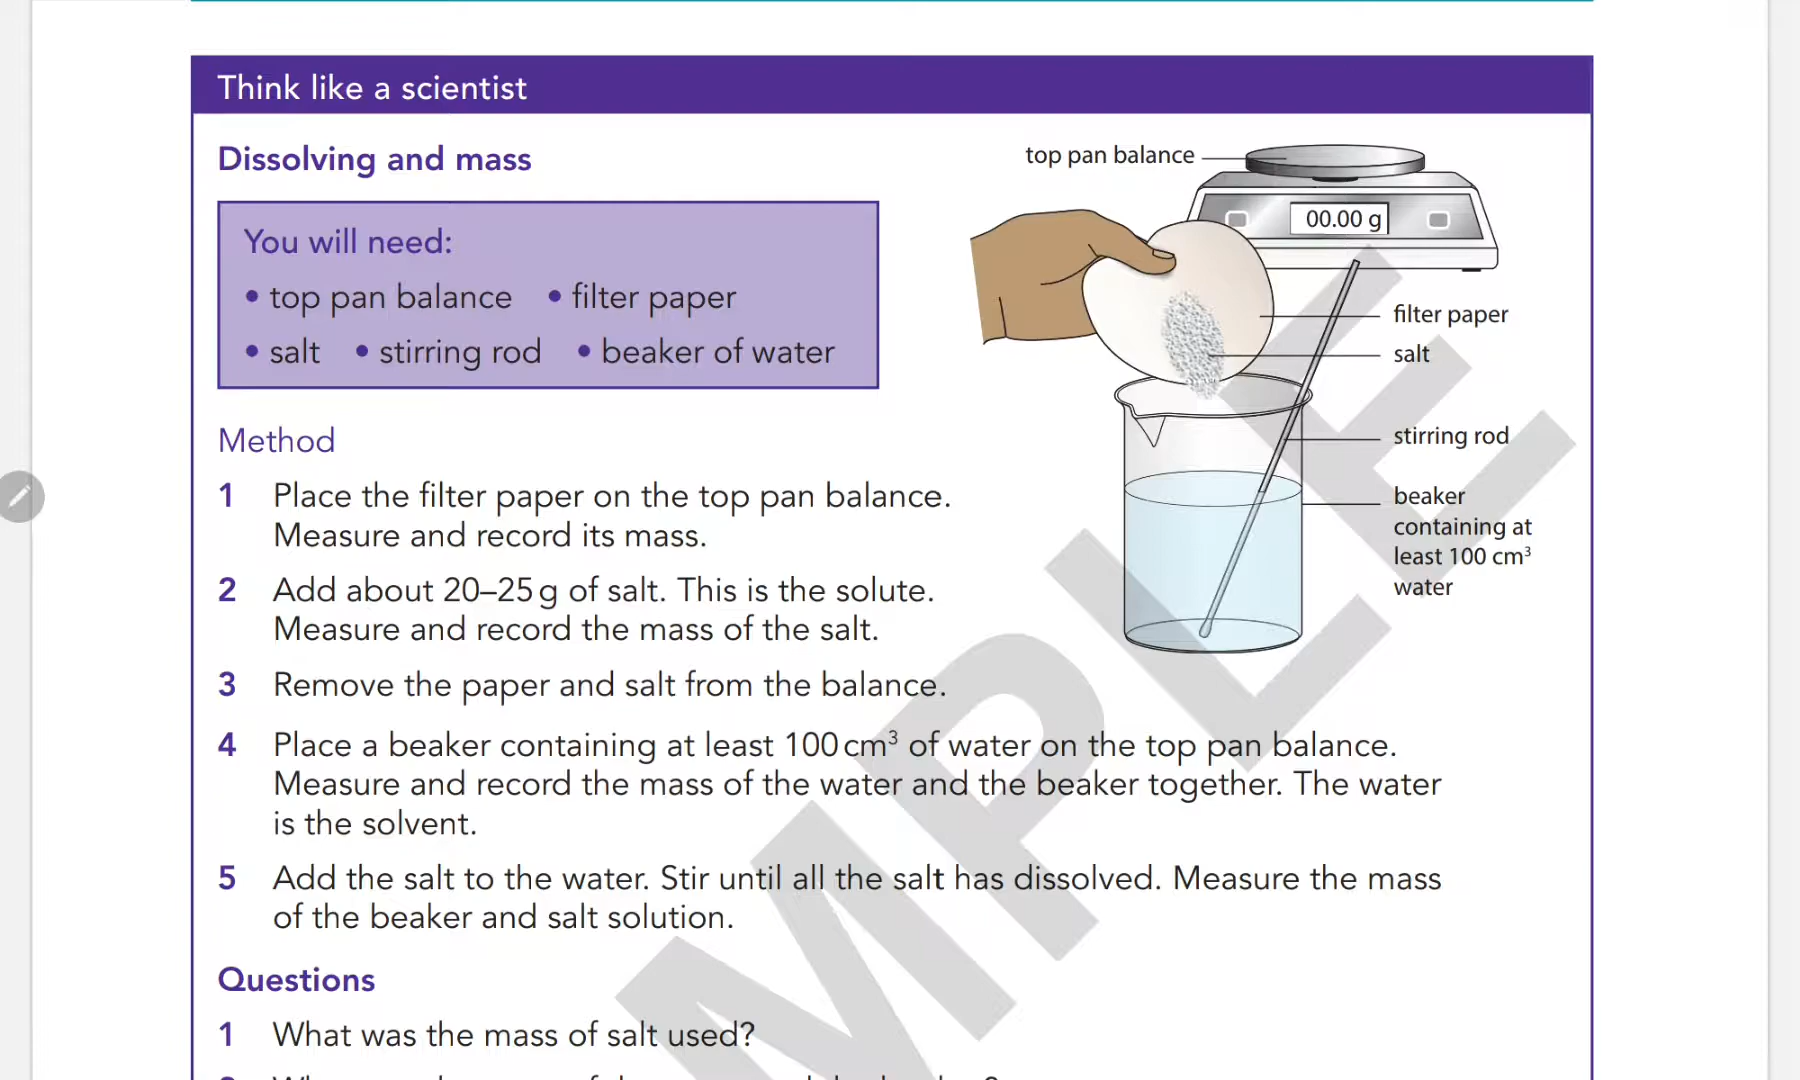 Think like a scientist
Dissolving and mass
You will need:
• top pan balance • filter paper
• salt • stirring rod • beaker of water
top pan balance
00.00 g
filter paper
salt
stirring rod
beaker
containing at
least 100 cm³
water
Method
1 Place the filter paper on the top pan balance.
Measure and record its mass.
2 Add about 20–25 g of salt. This is the solute.
Measure and record the mass of the salt.
3 Remove the paper and salt from the balance.
4 Place a beaker containing at least 100 cm³ of water on the top pan balance.
Measure and record the mass of the water and the beaker together. The water
is the solvent.
5 Add the salt to the water. Stir until all the salt has dissolved. Measure the mass
of the beaker and salt solution.
Questions
1 What was the mass of salt used?
MPLE